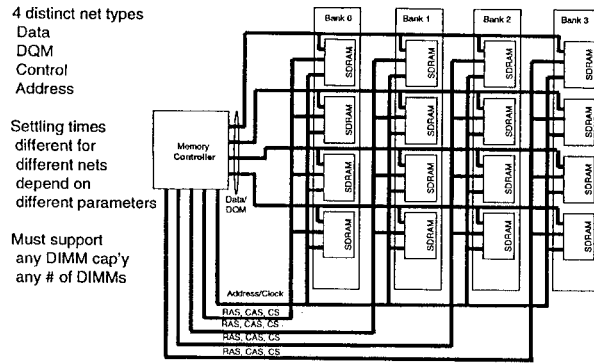 4 distinct net types
Data
DQM
Control
Address
Settling times
different for
different nets
depend on
different parameters
Must support
any DIMM cap'y
any # of DIMMs
Bank 0
Bank 1
Bank 2
Bank 3
SDRAM
SDRAM
SDRAM
SDRAM
SDRAM
SDRAM
SDRAM
SDRAM
Memory
Controller
SDRAM
SDRAM
SDRAM
SDRAM
Data/
DQM
SDRAM
SDRAM
SDRAM
SDRAM
Address/Clock
RAS, CAS, CS
RAS, CAS, CS
RAS, CAS, CS
RAS, CAS, CS